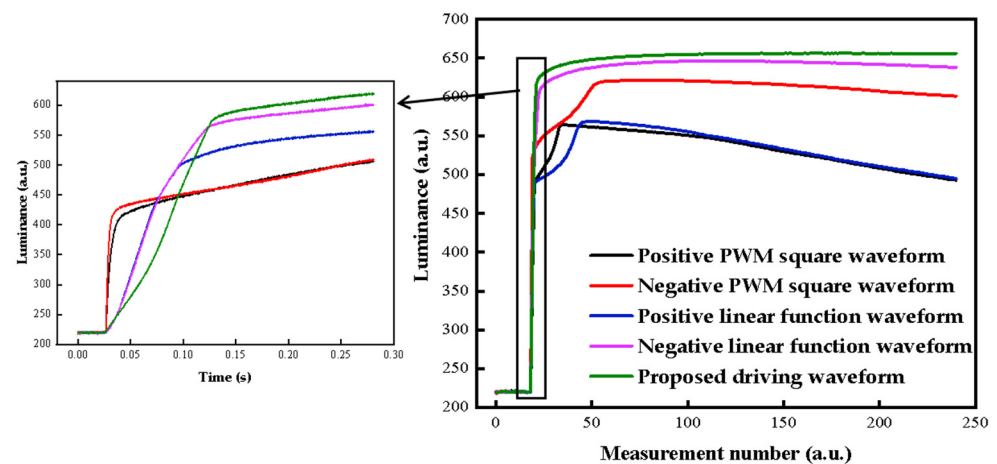 600
550
500
450
400
350
300
250
200
Luminance (a.u.)
0.00 0.05 0.10 0.15 0.20 0.25 0.30
Time (s)
700
650
600
550
500
450
400
350
300
250
200
Luminance (a.u.)
Positive PWM square waveform
Negative PWM square waveform
Positive linear function waveform
Negative linear function waveform
Proposed driving waveform
0 50 100 150 200 250
Measurement number (a.u.)